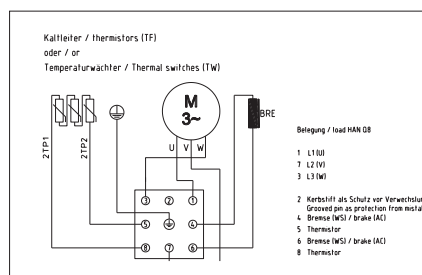 Kaltleiter / thermistors (TF)
oder / or
Temperaturwächter / Thermal switches (TW)
M
3~
BRE
U V W
2TP1
2TP2
3 2 1
5 4
8 7 6
Belegung / load HAN Q8
1 L1 (U)
7 L2 (V)
3 L3 (W)
2 Kerbstift als Schutz vor Verwechslu
Grooved pin as protection from mista
4 Bremse (WS) / brake (AC)
5 Thermistor
6 Bremse (WS) / brake (AC)
8 Thermistor